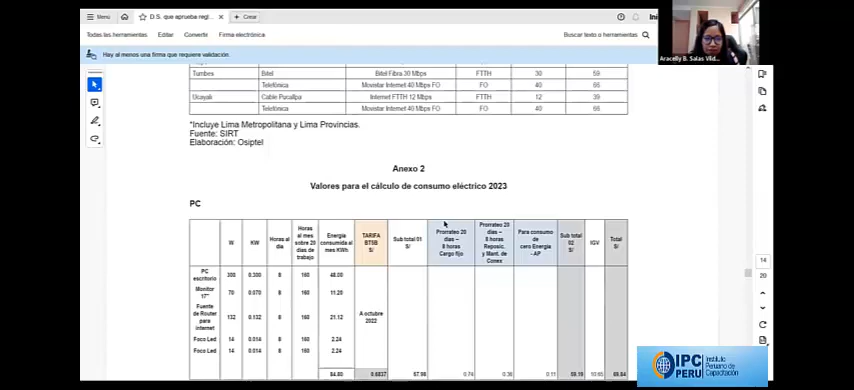 Menú
D.S. que aprueba regl...
+ Crear
Todas las herramientas Editar Convertir Firma electrónica
Buscar texto o herramientas
Hay al menos una firma que requiere validación.
Aracelly B. Salas Vild...
Tumbes Bitel Bitel Fibra 30 Mbps FTTH 30 59
Telefónica Movistar Internet 40 Mbps FO FO 40 66
Ucayali Cable Pucallpa Internet FTTH 12 Mbps FTTH 12 39
Telefónica Movistar Internet 40 Mbps FO FO 40 66
*Incluye Lima Metropolitana y Lima Provincias.
Fuente: SIRT
Elaboración: Osiptel
Anexo 2
Valores para el cálculo de consumo eléctrico 2023
PC
W KW Horas al día Horas al mes sobre 20 días de trabajo Energía consumida al mes KWh TARIFA BT5B S/ Sub total 01 S/ Prorrateo 20 días – 8 horas Cargo fijo Prorrateo 20 días – 8 horas Reposic. y Mant. de Conex Para consumo de cero Energía - AP Sub total 02 S/ IGV Total S/
PC escritorio 300 0.300 8 160 48.00
Monitor 17" 70 0.070 8 160 11.20
Fuente de Router para internet 132 0.132 8 160 21.12 A octubre 2022
Foco Led 14 0.014 8 160 2.24
Foco Led 14 0.014 8 160 2.24
84.80 0.6837 57.98 0.74 0.36 0.11 59.19 10.65 69.84
14
20
IPC PERÚ
Instituto Peruano de Capacitación